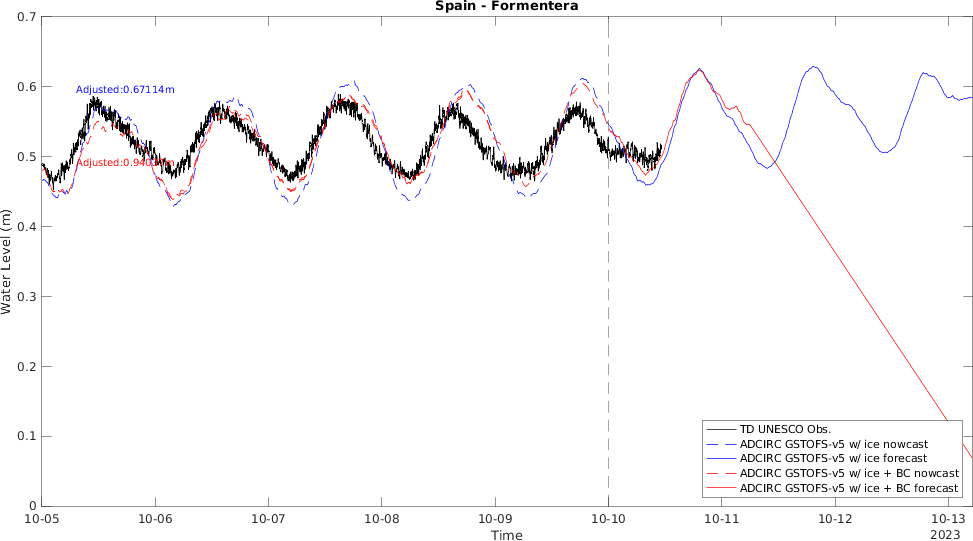 Spain - Formentera
Water Level (m)
0.7
0.6
0.5
0.4
0.3
0.2
0.1
0
Adjusted:0.67114m
10-05
10-06
10-07
10-08
10-09
10-10
10-11
10-12
10-13
2023
Time
TD UNESCO Obs.
ADCIRC GSTOFS-v5 w/ ice nowcast
ADCIRC GSTOFS-v5 w/ ice forecast
ADCIRC GSTOFS-v5 w/ ice + BC nowcast
ADCIRC GSTOFS-v5 w/ ice + BC forecast